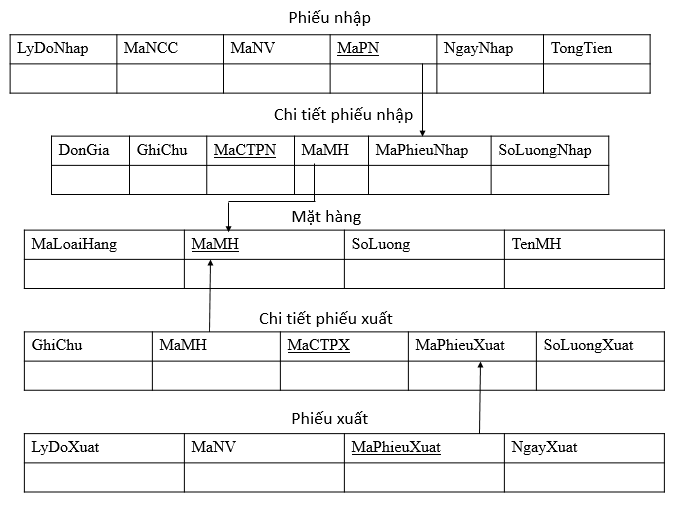 Phiếu nhập
LyDoNhap MaNCC MaNV MaPN NgayNhap TongTien
Chi tiết phiếu nhập
DonGia GhiChu MaCTPN MaMH MaPhieuNhap SoLuongNhap
Mặt hàng
MaLoaiHang MaMH SoLuong TenMH
Chi tiết phiếu xuất
GhiChu MaMH MaCTPX MaPhieuXuat SoLuongXuat
Phiếu xuất
LyDoXuat MaNV MaPhieuXuat NgayXuat